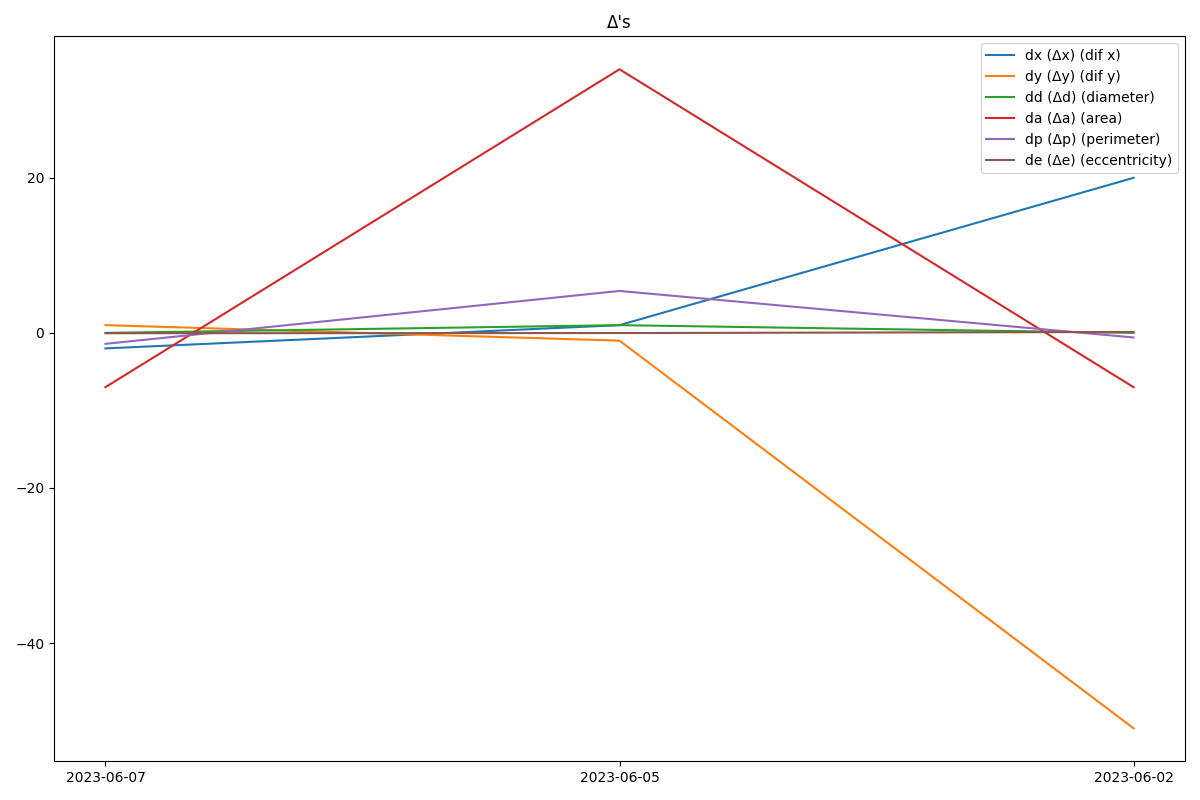 Δ's
dx (Δx) (dif x)
dy (Δy) (dif y)
dd (Δd) (diameter)
da (Δa) (area)
dp (Δp) (perimeter)
de (Δe) (eccentricity)
20
0
−20
−40
2023-06-07
2023-06-05
2023-06-02